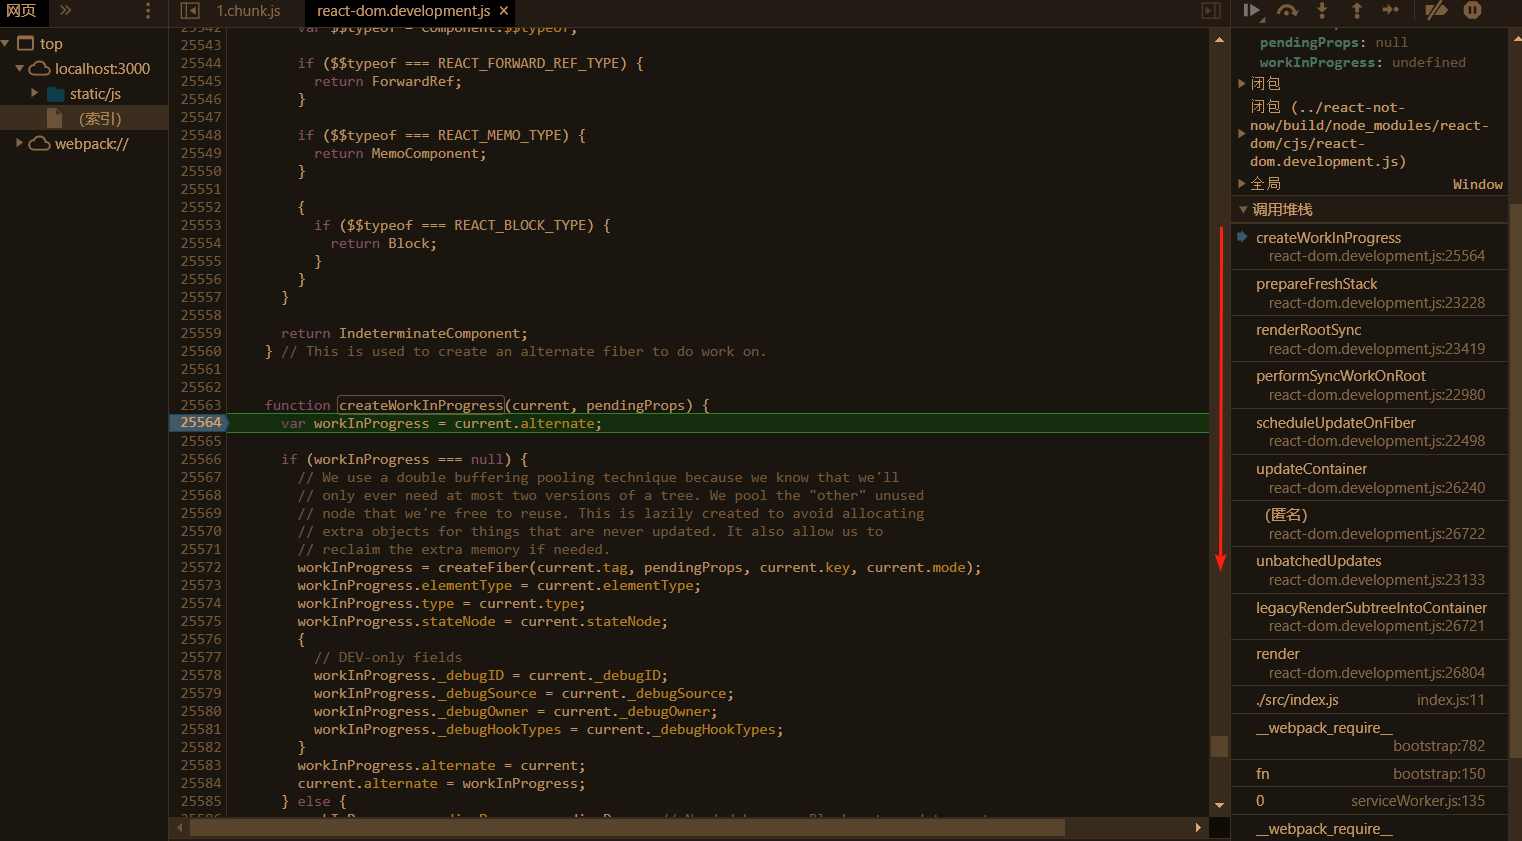 网页
top
localhost:3000
static/js
(索引)
webpack://
1.chunk.js
react-dom.development.js ×
25542 var $$typeof = Component.$$typeof;
25543
25544 if ($$typeof === REACT_FORWARD_REF_TYPE) {
25545 return ForwardRef;
25546 }
25547
25548 if ($$typeof === REACT_MEMO_TYPE) {
25549 return MemoComponent;
25550 }
25551
25552 {
25553 if ($$typeof === REACT_BLOCK_TYPE) {
25554 return Block;
25555 }
25556 }
25557 }
25558
25559 return IndeterminateComponent;
25560 } // This is used to create an alternate fiber to do work on.
25561
25562
25563 function createWorkInProgress(current, pendingProps) {
25564 var workInProgress = current.alternate;
25565
25566 if (workInProgress === null) {
25567 // We use a double buffering pooling technique because we know that we'll
25568 // only ever need at most two versions of a tree. We pool the "other" unused
25569 // node that we're free to reuse. This is lazily created to avoid allocating
25570 // extra objects for things that are never updated. It also allow us to
25571 // reclaim the extra memory if needed.
25572 workInProgress = createFiber(current.tag, pendingProps, current.key, current.mode);
25573 workInProgress.elementType = current.elementType;
25574 workInProgress.type = current.type;
25575 workInProgress.stateNode = current.stateNode;
25576 {
25577 // DEV-only fields
25578 workInProgress._debugID = current._debugID;
25579 workInProgress._debugSource = current._debugSource;
25580 workInProgress._debugOwner = current._debugOwner;
25581 workInProgress._debugHookTypes = current._debugHookTypes;
25582 }
25583 workInProgress.alternate = current;
25584 current.alternate = workInProgress;
25585 } else {
pendingProps: null
workInProgress: undefined
闭包
闭包 (../react-not-
now/build/node_modules/react-
dom/cjs/react-
dom.development.js)
全局 Window
调用堆栈
createWorkInProgress
react-dom.development.js:25564
prepareFreshStack
react-dom.development.js:23228
renderRootSync
react-dom.development.js:23419
performSyncWorkOnRoot
react-dom.development.js:22980
scheduleUpdateOnFiber
react-dom.development.js:22498
updateContainer
react-dom.development.js:26240
(匿名)
react-dom.development.js:26722
unbatchedUpdates
react-dom.development.js:23133
legacyRenderSubtreeIntoContainer
react-dom.development.js:26721
render
react-dom.development.js:26804
./src/index.js index.js:11
__webpack_require__
bootstrap:782
fn bootstrap:150
0 serviceWorker.js:135
__webpack_require__